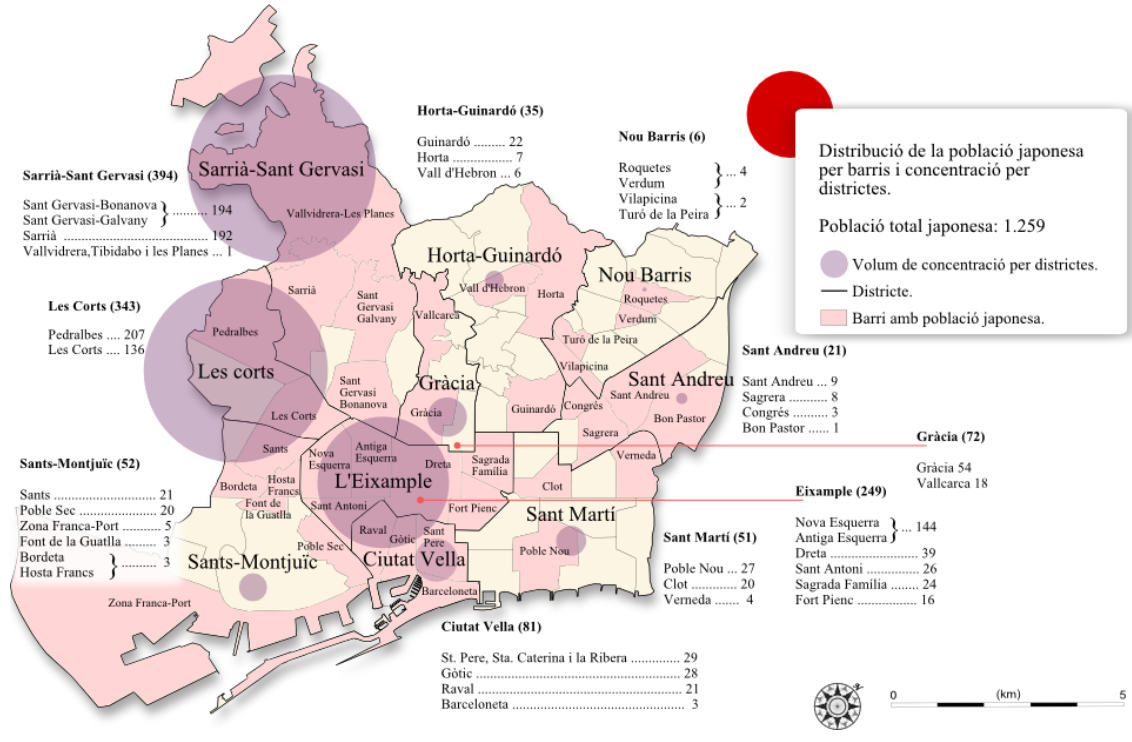 Horta-Guinardó (35)
Guinardó ......... 22
Horta ................ 7
Vall d'Hebron ... 6
Nou Barris (6)
Roquetes
Verdum
} ... 4
Vilapicina
Turó de la Peira
} ... 2
Distribució de la població japonesa
per barris i concentració per
districtes.
Població total japonesa: 1.259
Volum de concentració per districtes.
Districte.
Barri amb població japonesa.
Sarrià-Sant Gervasi (394)
Sant Gervasi-Bonanova
Sant Gervasi-Galvany
} ......... 194
Sarrià ..................................... 192
Vallvidrera,Tibidabo i les Planes ... 1
Les Corts (343)
Pedralbes .... 207
Les Corts .... 136
Sants-Montjuïc (52)
Sants ......................... 21
Poble Sec ................... 20
Zona Franca-Port ........ 5
Font de la Guatlla ....... 3
Bordeta
Hosta Francs
} ......... 3
Sarrià-Sant Gervasi
Vallvidrera-Les Planes
Sarrià
Sant
Gervasi
Galvany
Sant
Gervasi
Bonanova
Pedralbes
Les corts
Les Corts
Horta-Guinardó
Vall d'Hebron
Horta
Guinardó
Vallcarca
Gràcia
Gràcia
Nou Barris
Roquetes
Verdum
Turó de la Peira
Vilapicina
Sant Andreu
Sant Andreu
Bon Pastor
Congrés
Sagrera
Sants
Bordeta
Hosta
Francs
Font de
la Guatlla
Poble Sec
Sants-Montjuïc
Zona Franca-Port
Nova
Esquerra
Antiga
Esquerra
Dreta
Sagrada
Família
L'Eixample
Sant Antoni
Fort Pienc
Raval
Gòtic
Sant
Pere
Ciutat Vella
Barceloneta
Verneda
Clot
Sant Martí
Poble Nou
Sant Andreu (21)
Sant Andreu ... 9
Sagrera .......... 8
Congrés ......... 3
Bon Pastor ...... 1
Gràcia (72)
Gràcia 54
Vallcarca 18
Eixample (249)
Nova Esquerra
Antiga Esquerra
} ... 144
Dreta ......................... 39
Sant Antoni ............... 26
Sagrada Família ......... 24
Fort Pienc .................. 16
Sant Martí (51)
Poble Nou ... 27
Clot ............. 20
Verneda ....... 4
Ciutat Vella (81)
St. Pere, Sta. Caterina i la Ribera .............. 29
Gòtic ........................................................ 28
Raval ........................................................ 21
Barceloneta ............................................... 3
0 (km) 5